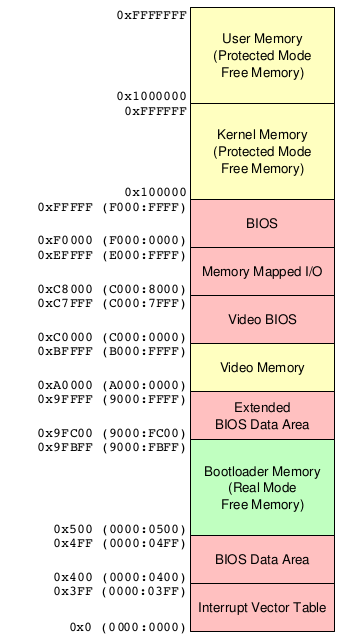 0xFFFFFFF
User Memory
(Protected Mode
Free Memory)
0x1000000
0xFFFFFF
Kernel Memory
(Protected Mode
Free Memory)
0x100000
0xFFFFF (F000:FFFF)
BIOS
0xF0000 (F000:0000)
0xEFFFF (E000:FFFF)
Memory Mapped I/O
0xC8000 (C000:8000)
0xC7FFF (C000:7FFF)
Video BIOS
0xC0000 (C000:0000)
0xBFFFF (B000:FFFF)
Video Memory
0xA0000 (A000:0000)
0x9FFFF (9000:FFFF)
Extended
BIOS Data Area
0x9FC00 (9000:FC00)
0x9FBFF (9000:FBFF)
Bootloader Memory
(Real Mode
Free Memory)
0x500 (0000:0500)
0x4FF (0000:04FF)
BIOS Data Area
0x400 (0000:0400)
0x3FF (0000:03FF)
Interrupt Vector Table
0x0 (0000:0000)